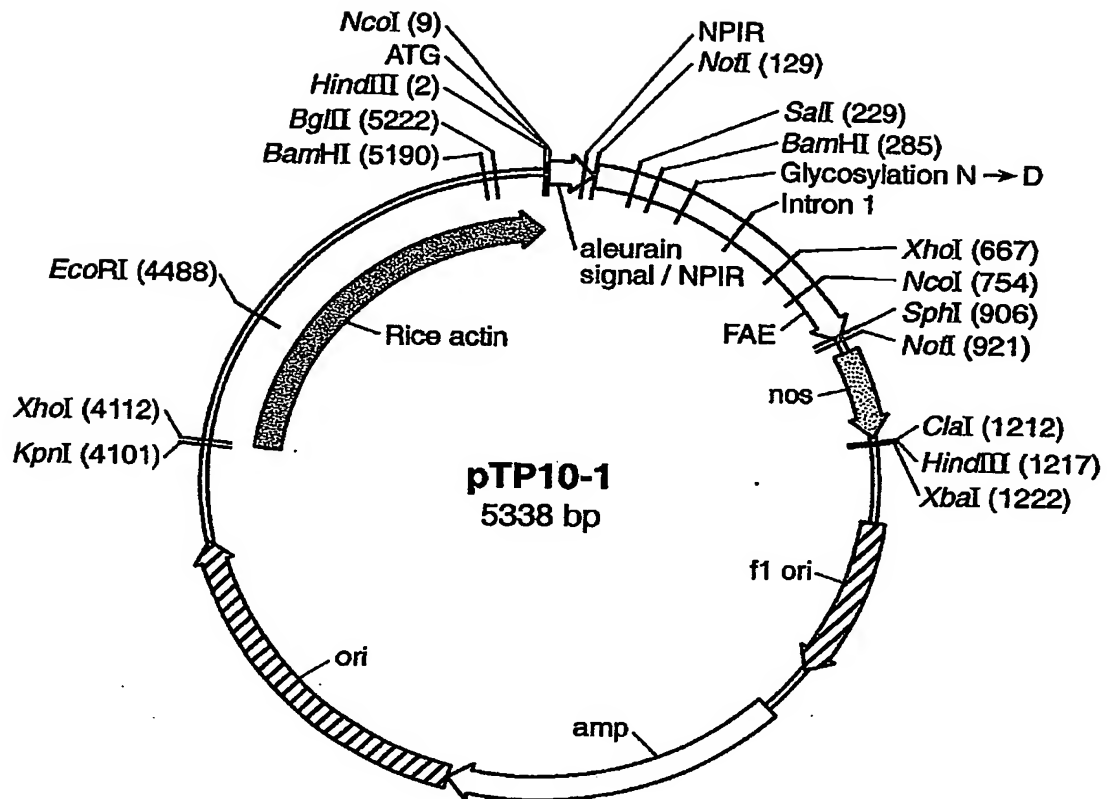 NcoI (9)
ATG
HindIII (2)
BglII (5222)
BamHI (5190)
EcoRI (4488)
XhoI (4112)
KpnI (4101)
NPIR
NotI (129)
SalI (229)
BamHI (285)
Glycosylation N → D
Intron 1
XhoI (667)
NcoI (754)
SphI (906)
NotI (921)
FAE
nos
ClaI (1212)
HindIII (1217)
XbaI (1222)
aleurain
signal / NPIR
Rice actin
pTP10-1
5338 bp
f1 ori
ori
amp